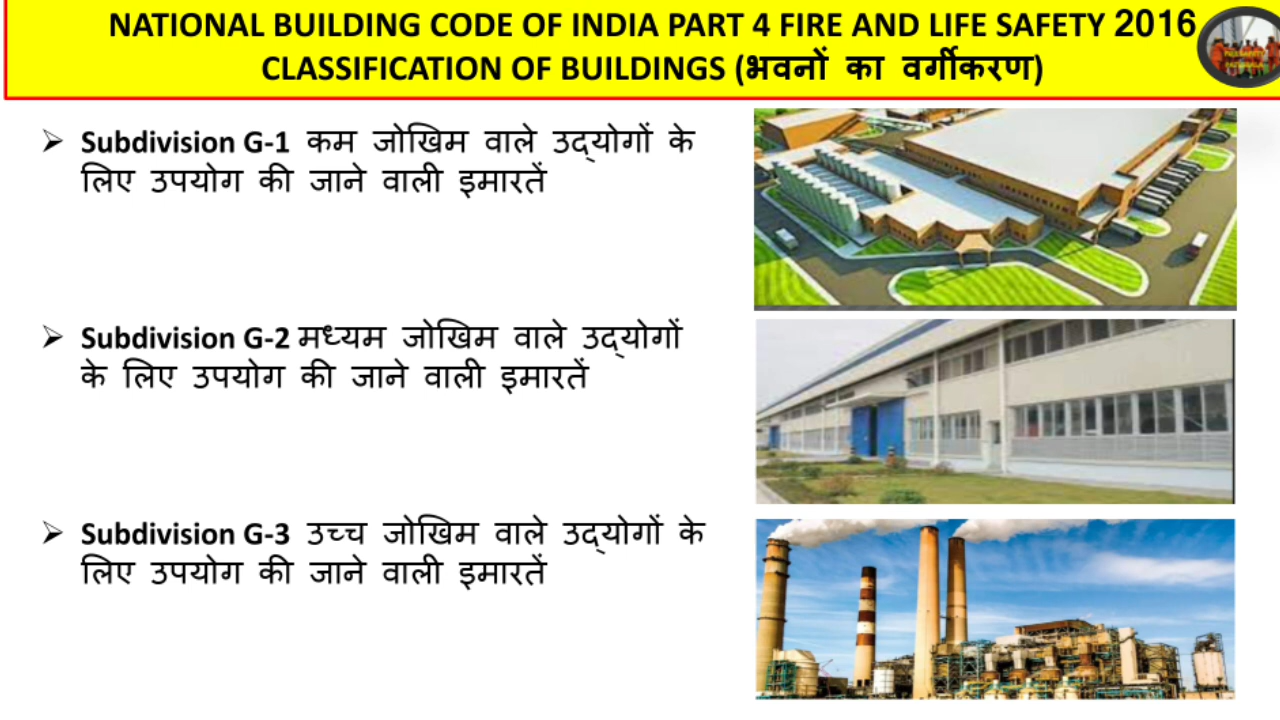 NATIONAL BUILDING CODE OF INDIA PART 4 FIRE AND LIFE SAFETY 2016
CLASSIFICATION OF BUILDINGS (भवनों का वर्गीकरण)
➢ Subdivision G-1 कम जोखिम वाले उद्योगों के
लिए उपयोग की जाने वाली इमारतें
➢ Subdivision G-2 मध्यम जोखिम वाले उद्योगों
के लिए उपयोग की जाने वाली इमारतें
➢ Subdivision G-3 उच्च जोखिम वाले उद्योगों के
लिए उपयोग की जाने वाली इमारतें